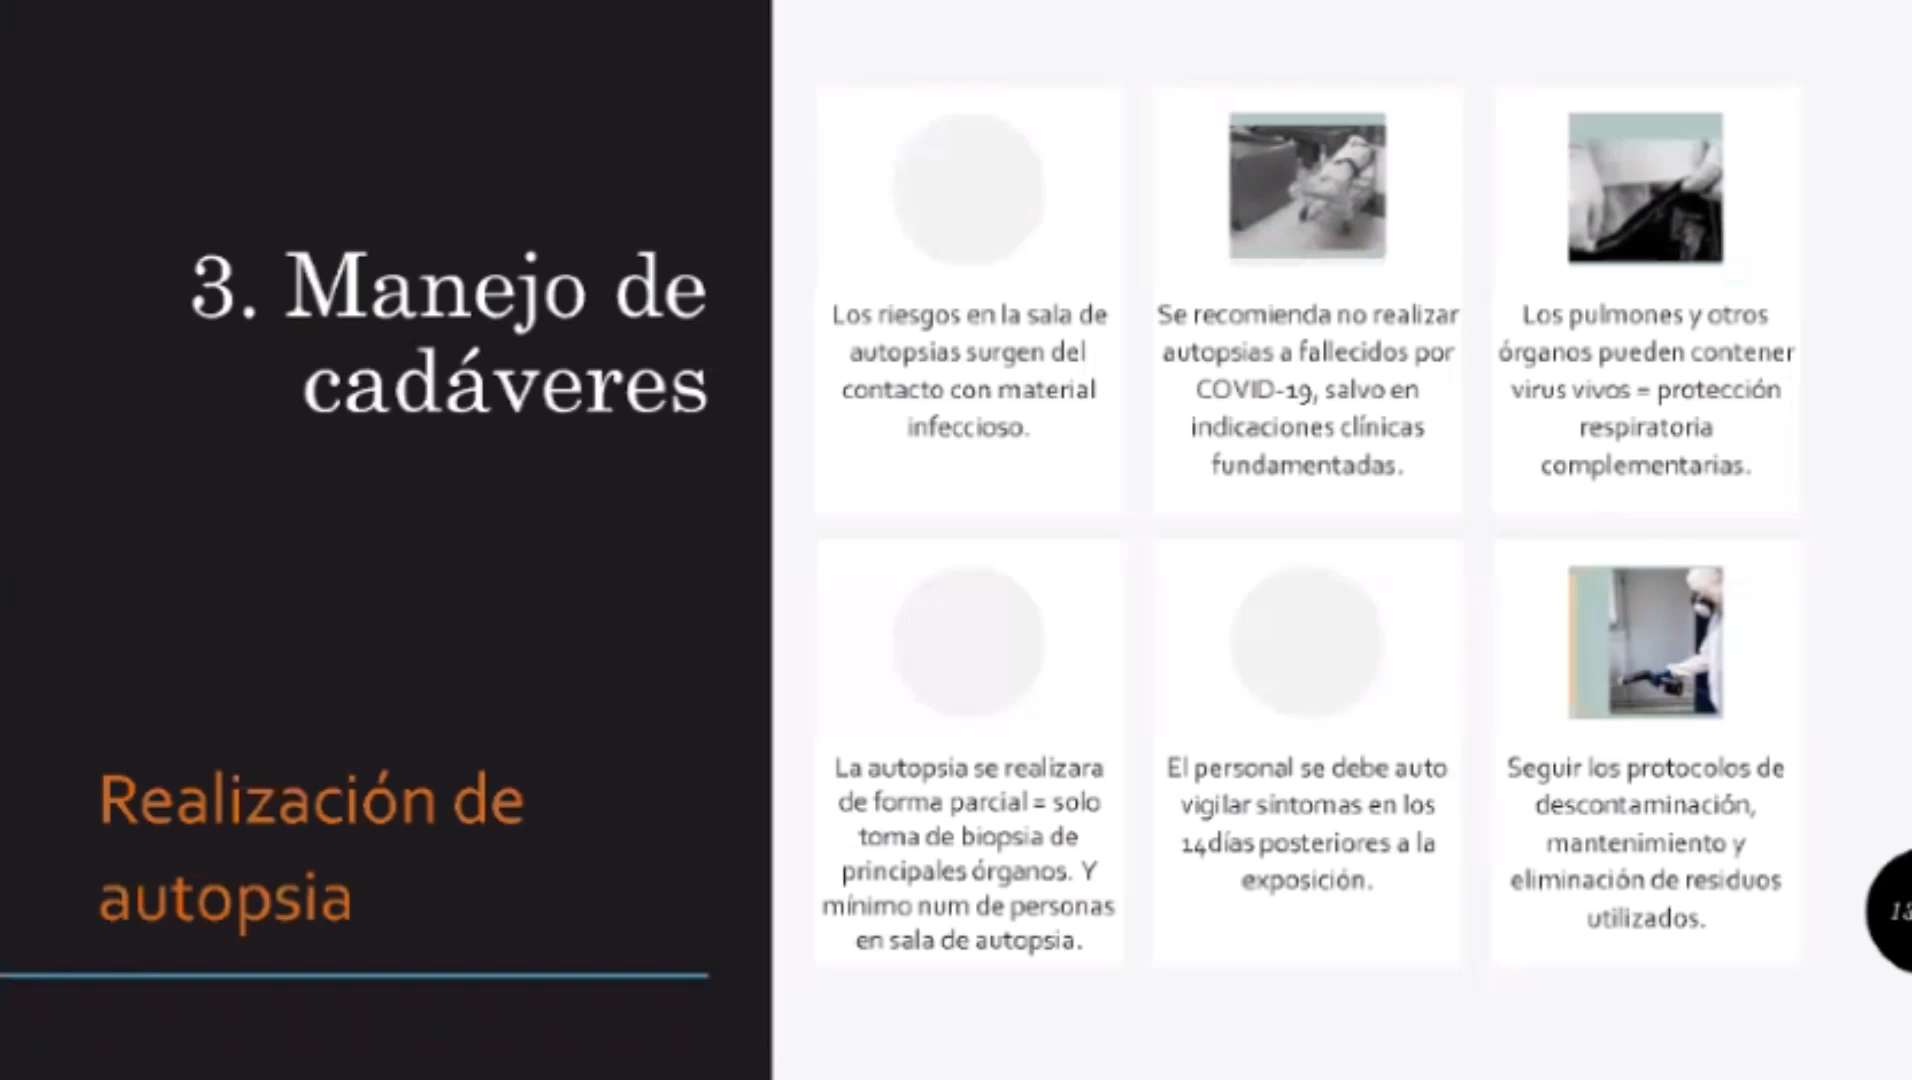 3. Manejo de
cadáveres
Realización de
autopsia
Los riesgos en la sala de
autopsias surgen del
contacto con material
infeccioso.
Se recomienda no realizar
autopsias a fallecidos por
COVID-19, salvo en
indicaciones clínicas
fundamentadas.
Los pulmones y otros
órganos pueden contener
virus vivos = protección
respiratoria
complementarias.
La autopsia se realizara
de forma parcial = solo
toma de biopsia de
principales órganos. Y
mínimo num de personas
en sala de autopsia.
El personal se debe auto
vigilar síntomas en los
14días posteriores a la
exposición.
Seguir los protocolos de
descontaminación,
mantenimiento y
eliminación de residuos
utilizados.